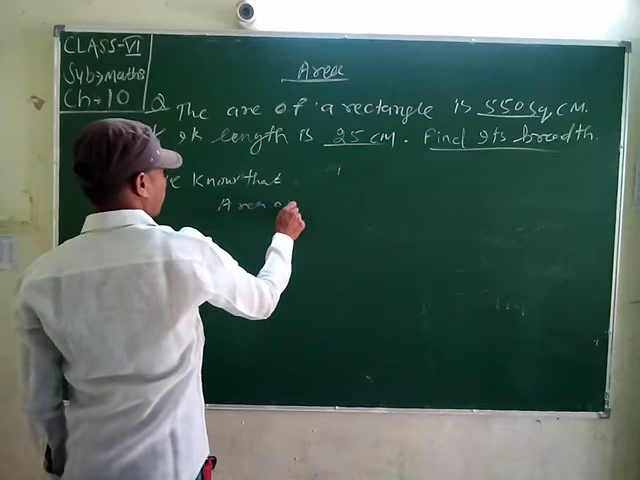 CLASS-VI
Sub→Maths
Ch→10
Area
Q The are of a rectangle is 550 sq CM.
length is 25 CM. Find Its breadth.
Know that
Area